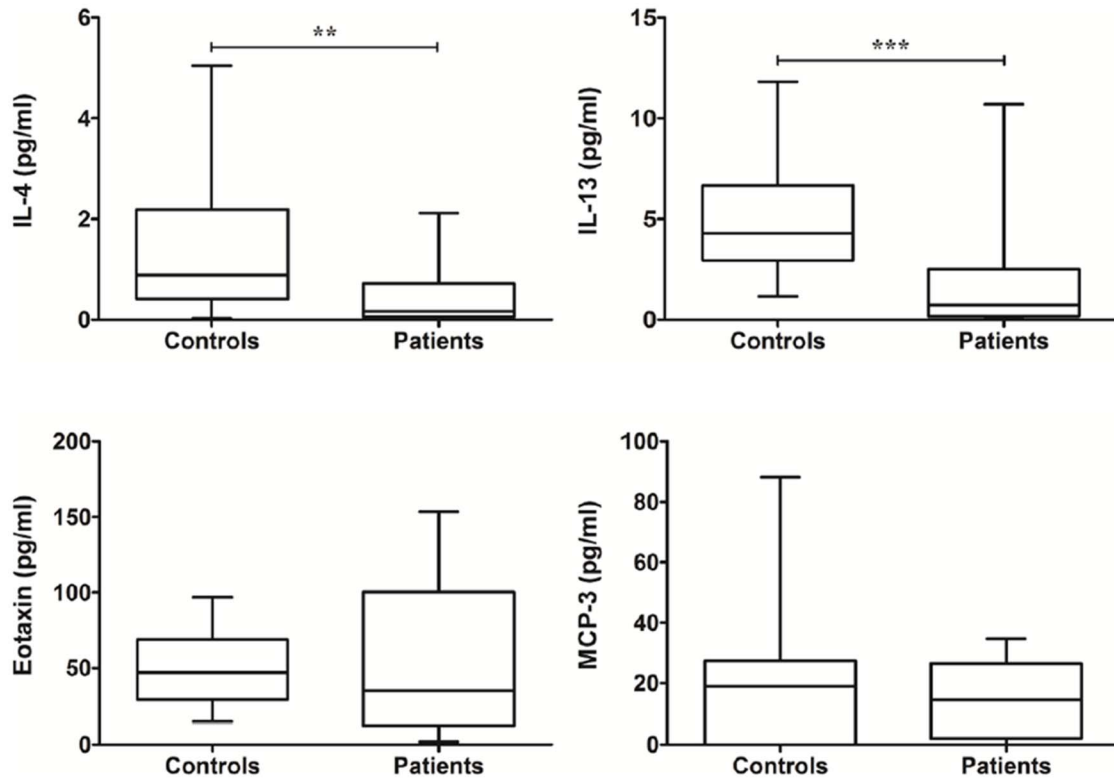 IL-4 (pg/ml)
6
4
2
0
**
Controls Patients
IL-13 (pg/ml)
15
10
5
0
***
Controls Patients
Eotaxin (pg/ml)
200
150
100
50
0
Controls Patients
MCP-3 (pg/ml)
100
80
60
40
20
0
Controls Patients